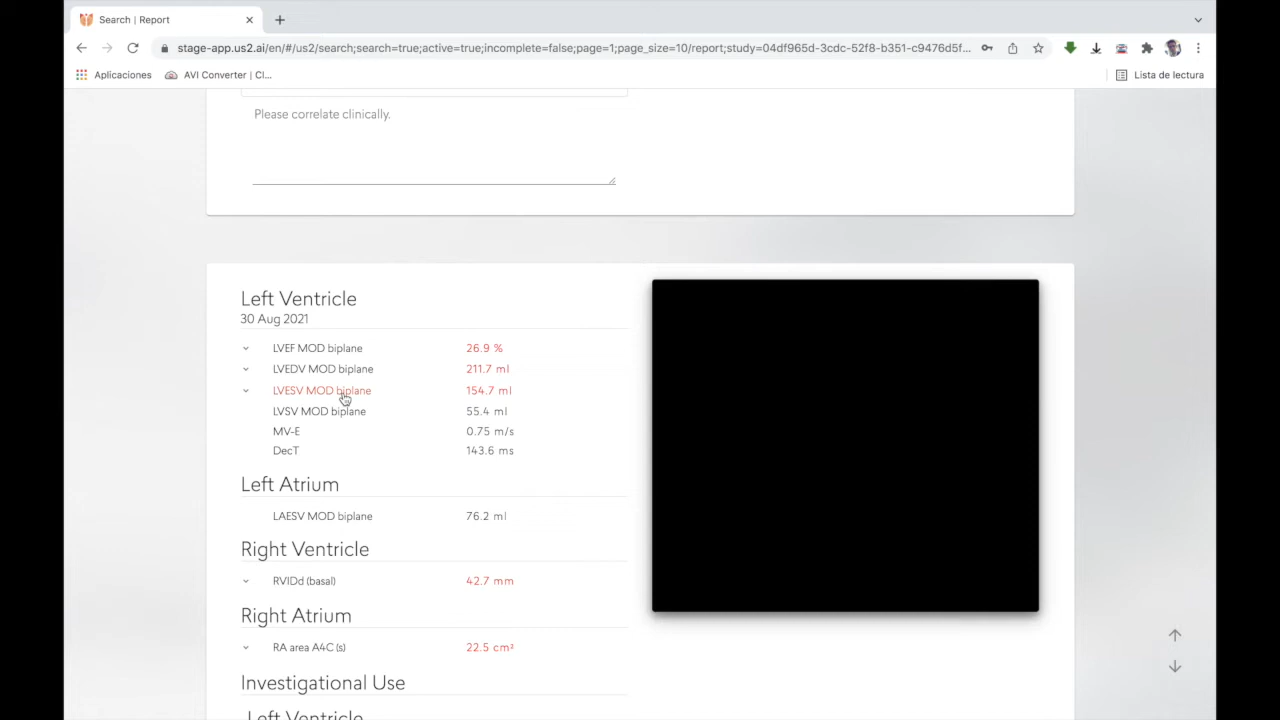 Search | Report
stage-app.us2.ai/en/#/us2/search;search=true;active=true;incomplete=false;page=1;page_size=10/report;study=04df965d-3cdc-52f8-b351-c9476d5f...
Aplicaciones AVI Converter | Cl... Lista de lectura
Please correlate clinically.
Left Ventricle
30 Aug 2021
LVEF MOD biplane 26.9 %
LVEDV MOD biplane 211.7 ml
LVESV MOD biplane 154.7 ml
LVSV MOD biplane 55.4 ml
MV-E 0.75 m/s
DecT 143.6 ms
Left Atrium
LAESV MOD biplane 76.2 ml
Right Ventricle
RVIDd (basal) 42.7 mm
Right Atrium
RA area A4C (s) 22.5 cm²
Investigational Use
Left Ventricle